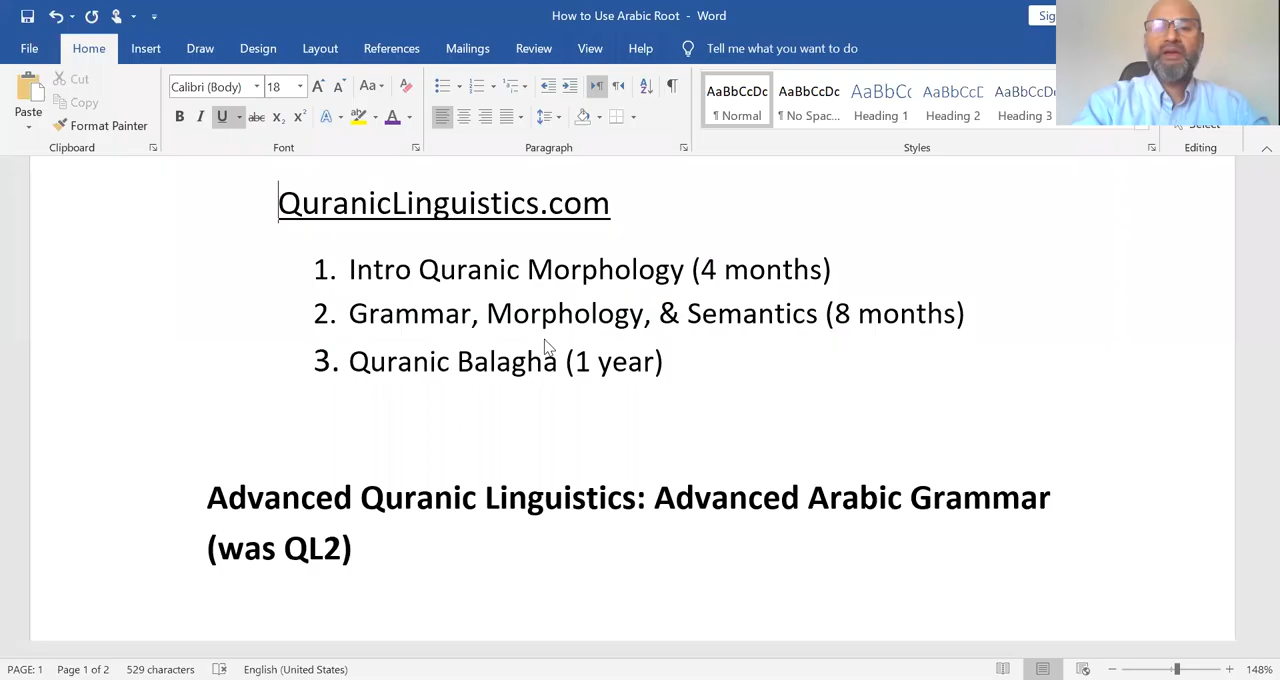 How to Use Arabic Root - Word
Sig
File Home Insert Draw Design Layout References Mailings Review View Help Tell me what you want to do
Paste
Cut
Copy
Format Painter
Calibri (Body) 18
AaBbCcDc AaBbCcDc AaBbCc AaBbCcD AaBbCcD
¶ Normal ¶ No Spac... Heading 1 Heading 2 Heading 3
Clipboard Font Paragraph Styles Editing
QuranicLinguistics.com
1. Intro Quranic Morphology (4 months)
2. Grammar, Morphology, & Semantics (8 months)
3. Quranic Balagha (1 year)
Advanced Quranic Linguistics: Advanced Arabic Grammar
(was QL2)
PAGE: 1 Page 1 of 2 529 characters English (United States) 148%